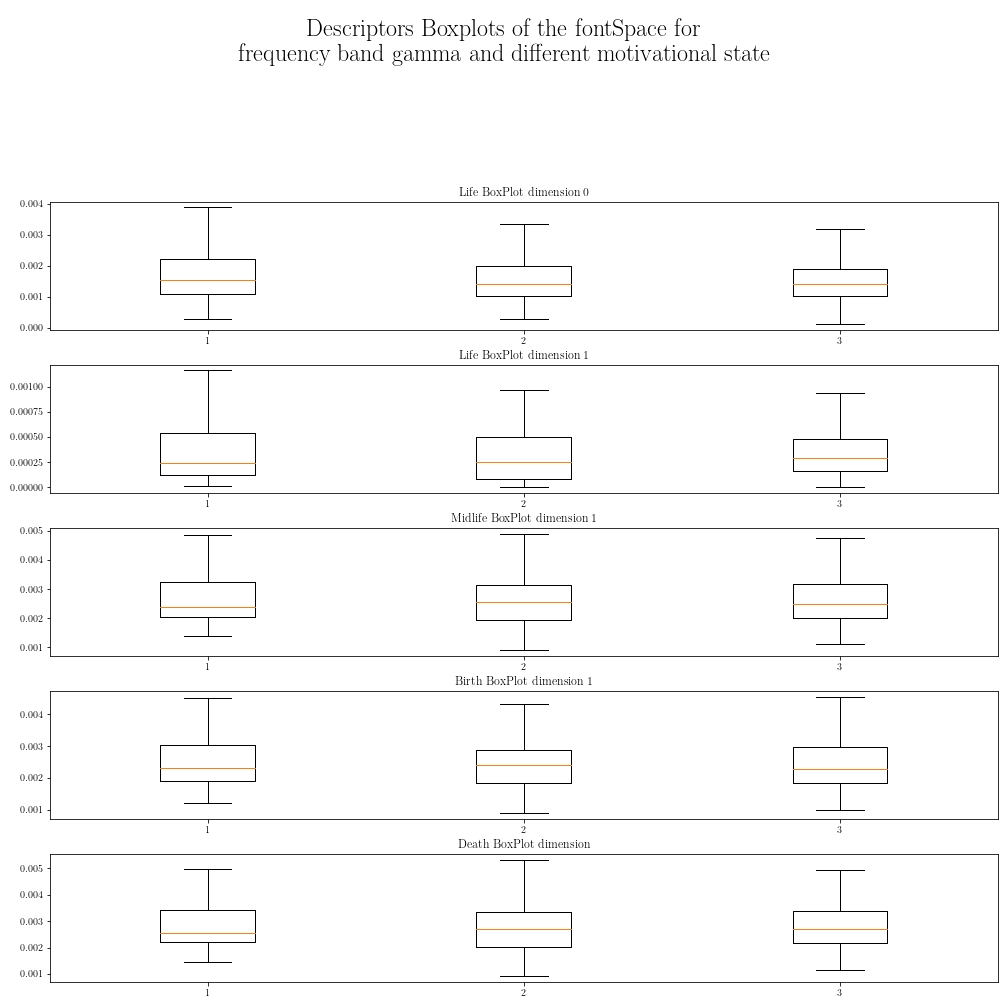 Descriptors Boxplots of the fontSpace for
frequency band gamma and different motivational state
Life BoxPlot dimension 0
0.004
0.003
0.002
0.001
0.000
1 2 3
Life BoxPlot dimension 1
0.00100
0.00075
0.00050
0.00025
0.00000
1 2 3
Midlife BoxPlot dimension 1
0.005
0.004
0.003
0.002
0.001
1 2 3
Birth BoxPlot dimension 1
0.004
0.003
0.002
0.001
1 2 3
Death BoxPlot dimension
0.005
0.004
0.003
0.002
0.001
1 2 3